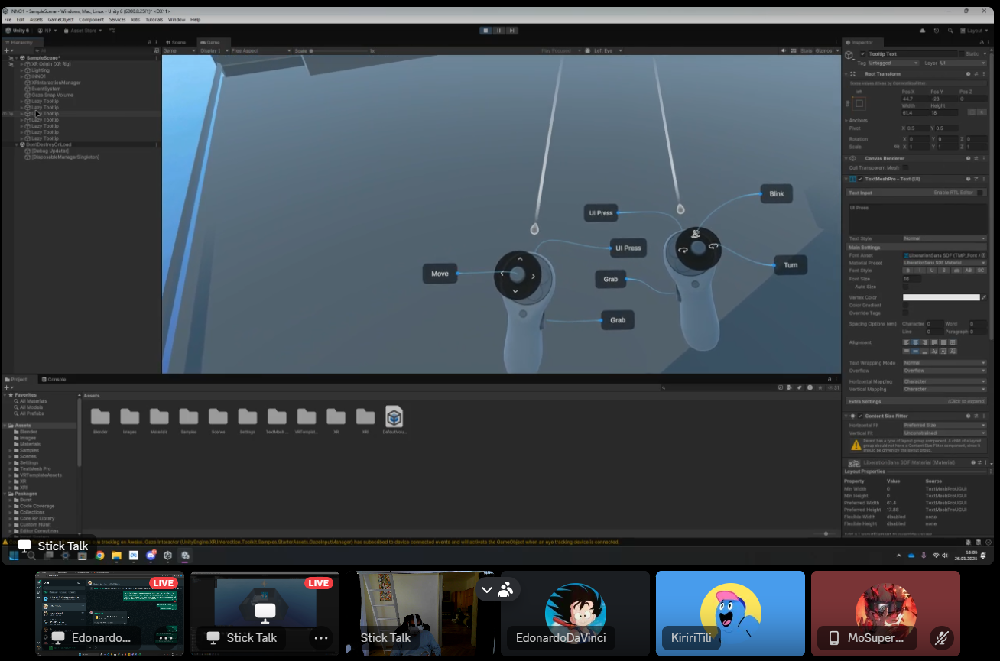 INNO1 - SampleScene - Windows, Mac, Linux - Unity 6 (6000.0.25f1)* <DX11>
File Edit Assets GameObject Component Services Jobs Tutorials Window Help
Unity 6 NP Asset Store Layout
Hierarchy
All
SampleScene*
XR Origin (XR Rig)
Lighting
INNO1
XRInteractionManager
EventSystem
Gaze Snap Volume
Lazy Tooltip
Lazy Tooltip
Lazy Tooltip
Lazy Tooltip
Lazy Tooltip
Lazy Tooltip
Lazy Tooltip
DontDestroyOnLoad
[Debug Updater]
[DisposableManagerSingleton]
Scene Game
Game Display 1 Free Aspect Scale 1x Play Focused Left Eye Stats Gizmos
Blink
UI Press
UI Press
Turn
Move
Grab
Grab
Inspector
Tooltip Text Static
Tag Untagged Layer UI
Rect Transform
Some values driven by ContentSizeFitter.
left Pos X Pos Y Pos Z
44.7 -23 0
Width Height
61.4 18
Anchors
Pivot X 0.5 Y 0.5
Rotation X 0 Y 0 Z 0
Scale X 1 Y 1 Z 1
Canvas Renderer
Cull Transparent Mesh
TextMeshPro - Text (UI)
Text Input Enable RTL Editor
UI Press
Text Style Normal
Main Settings
Font Asset LiberationSans SDF (TMP_Font A
Material Preset LiberationSans SDF Material
Font Style B I U S ab AB SC
Font Size 18
Auto Size
Vertex Color
Color Gradient
Override Tags
Spacing Options (em) Character 0 Word 0
Line 0 Paragraph 0
Alignment
Text Wrapping Mode Normal
Overflow Overflow
Horizontal Mapping Character
Vertical Mapping Character
Extra Settings (Click to expand)
Content Size Fitter
Horizontal Fit Preferred Size
Vertical Fit Unconstrained
Parent has a type of layout group component. A child of a layout group should not have a Content Size Fitter component, since it should be driven by the layout group.
LiberationSans SDF Material (Material)
Layout Properties
Property Value Source
Min Width 0 TextMeshProUGUI
Min Height 0 TextMeshProUGUI
Preferred Width 61.4 TextMeshProUGUI
Preferred Height 17.98 TextMeshProUGUI
Flexible Width disabled none
Flexible Height disabled none
Project Console
Favorites
All Materials
All Models
All Prefabs
Assets
Blender
Images
Materials
Samples
Scenes
Settings
TextMesh Pro
VRTemplateAssets
XR
XRI
Packages
Burst
Code Coverage
Collections
Core RP Library
Custom NUnit
Editor Coroutines
Assets
Blender Images Materials Samples Scenes Settings TextMesh ... VRTemplat... XR XRI DefaultVolu...
eye tracking on Awake. Gaze Interactor (UnityEngine.XR.Interaction.Toolkit.Samples.StarterAssets.GazeInputManager) has subscribed to device connected events and will activate the GameObject when an eye tracking device is connected.
Stick Talk
26.01.2025
LIVE
Edonardo...
LIVE
Stick Talk
Stick Talk
EdonardoDaVinci
KiririTili
MoSuper...